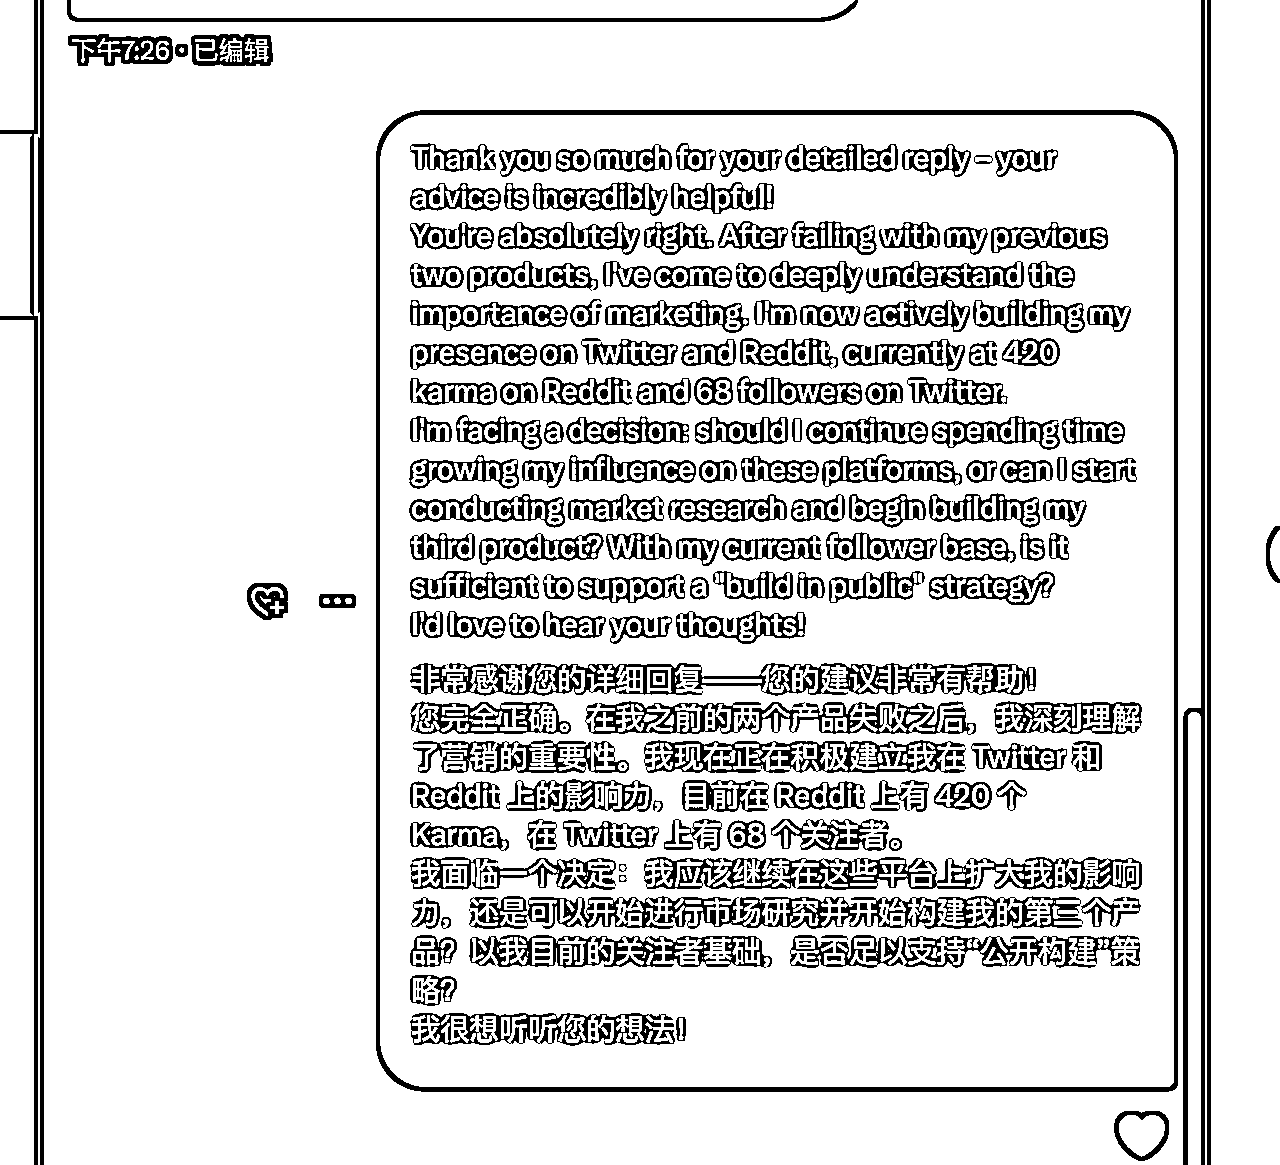 下午7:26 · 已编辑
Thank you so much for your detailed reply – your
advice is incredibly helpful!
You're absolutely right. After failing with my previous
two products, I've come to deeply understand the
importance of marketing. I'm now actively building my
presence on Twitter and Reddit, currently at 420
karma on Reddit and 68 followers on Twitter.
I'm facing a decision: should I continue spending time
growing my influence on these platforms, or can I start
conducting market research and begin building my
third product? With my current follower base, is it
sufficient to support a "build in public" strategy?
I'd love to hear your thoughts!
非常感谢您的详细回复——您的建议非常有帮助!
您完全正确。在我之前的两个产品失败之后，我深刻理解
了营销的重要性。我现在正在积极建立我在 Twitter 和
Reddit 上的影响力，目前在 Reddit 上有 420 个
Karma，在 Twitter 上有 68 个关注者。
我面临一个决定：我应该继续在这些平台上扩大我的影响
力，还是可以开始进行市场研究并开始构建我的第三个产
品？以我目前的关注者基础，是否足以支持“公开构建”策
略？
我很想听听您的想法!